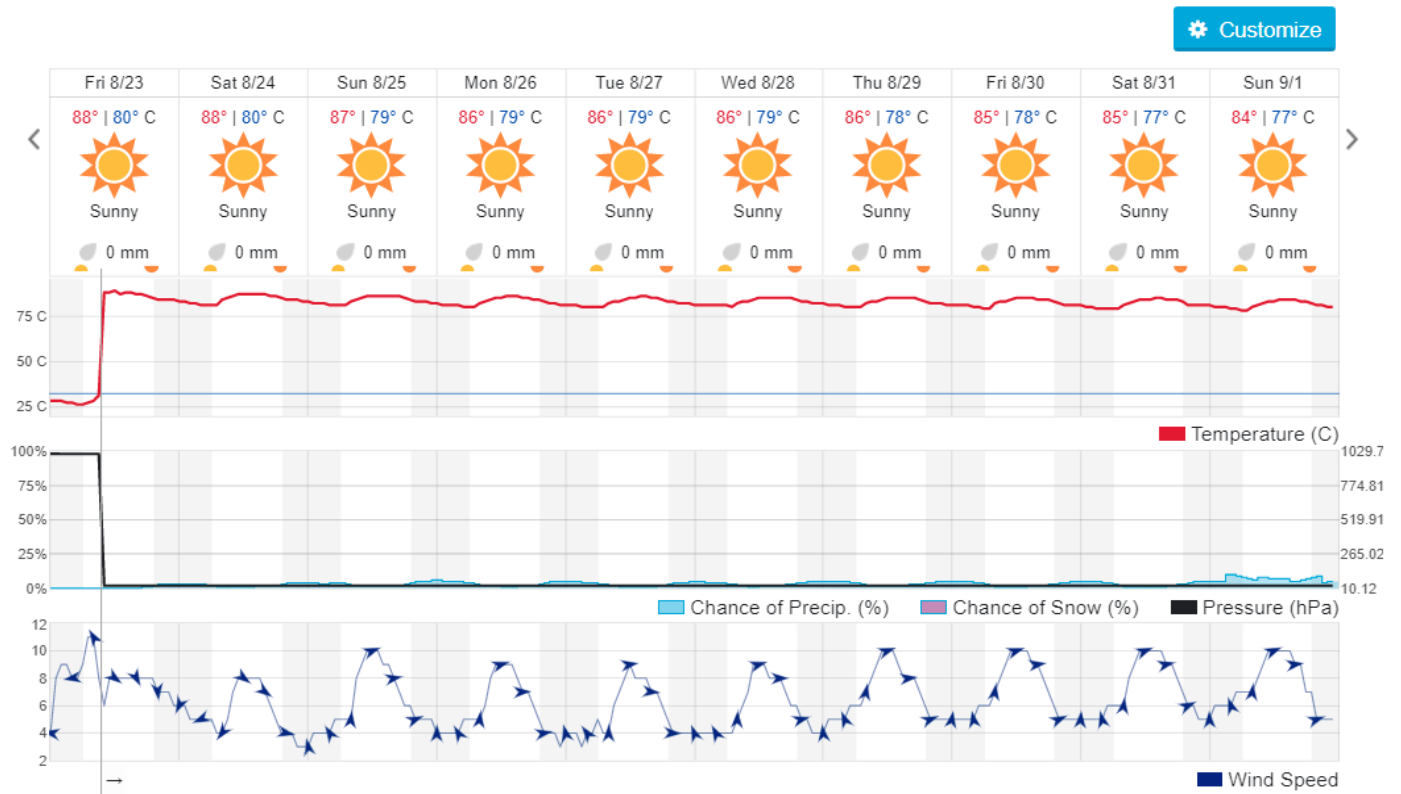 Customize
Fri 8/23 Sat 8/24 Sun 8/25 Mon 8/26 Tue 8/27 Wed 8/28 Thu 8/29 Fri 8/30 Sat 8/31 Sun 9/1
88° | 80° C 88° | 80° C 87° | 79° C 86° | 79° C 86° | 79° C 86° | 79° C 86° | 78° C 85° | 78° C 85° | 77° C 84° | 77° C
Sunny Sunny Sunny Sunny Sunny Sunny Sunny Sunny Sunny Sunny
0 mm 0 mm 0 mm 0 mm 0 mm 0 mm 0 mm 0 mm 0 mm 0 mm
75 C
50 C
25 C
Temperature (C)
100% 1029.7
75% 774.81
50% 519.91
25% 265.02
0% 10.12
Chance of Precip. (%) Chance of Snow (%) Pressure (hPa)
12
10
8
6
4
2
→
Wind Speed